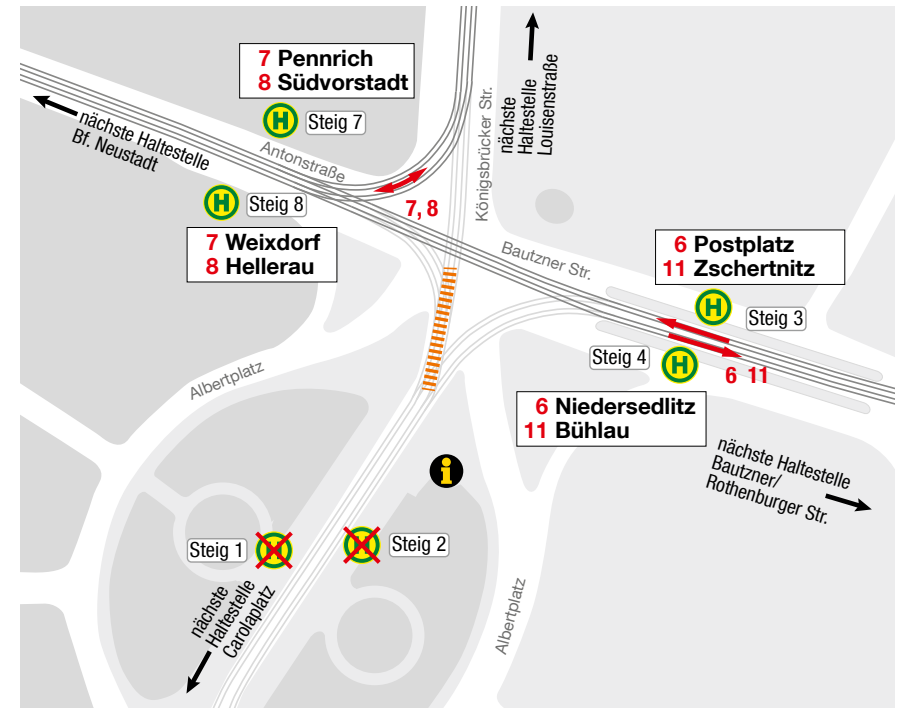 7 Pennrich
8 Südvorstadt
H
Steig 7
nächste Haltestelle
Bf. Neustadt
Antonstraße
Königsbrücker Str.
nächste
Haltestelle
Louisenstraße
H
Steig 8
7, 8
7 Weixdorf
8 Hellerau
Bautzner Str.
6 Postplatz
11 Zschertnitz
H
Steig 3
Steig 4
H
6 11
6 Niedersedlitz
11 Bühlau
Albertplatz
nächste Haltestelle
Bautzner/
Rothenburger Str.
i
Steig 1
H
H
Steig 2
nächste
Haltestelle
Carolaplatz
Albertplatz